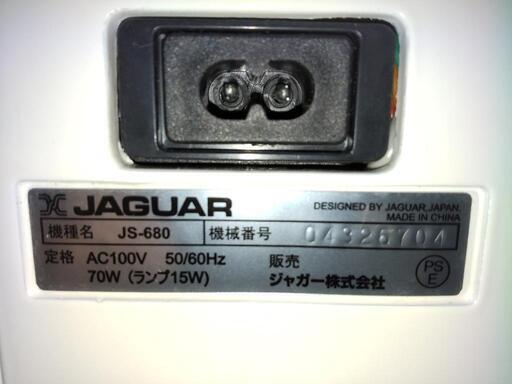 JAGUAR
DESIGNED BY JAGUAR,JAPAN.
MADE IN CHINA
機種名 JS-680 機械番号 04326704
定格 AC100V 50/60Hz 販売
70W (ランプ15W) ジャガー株式会社
PS
E